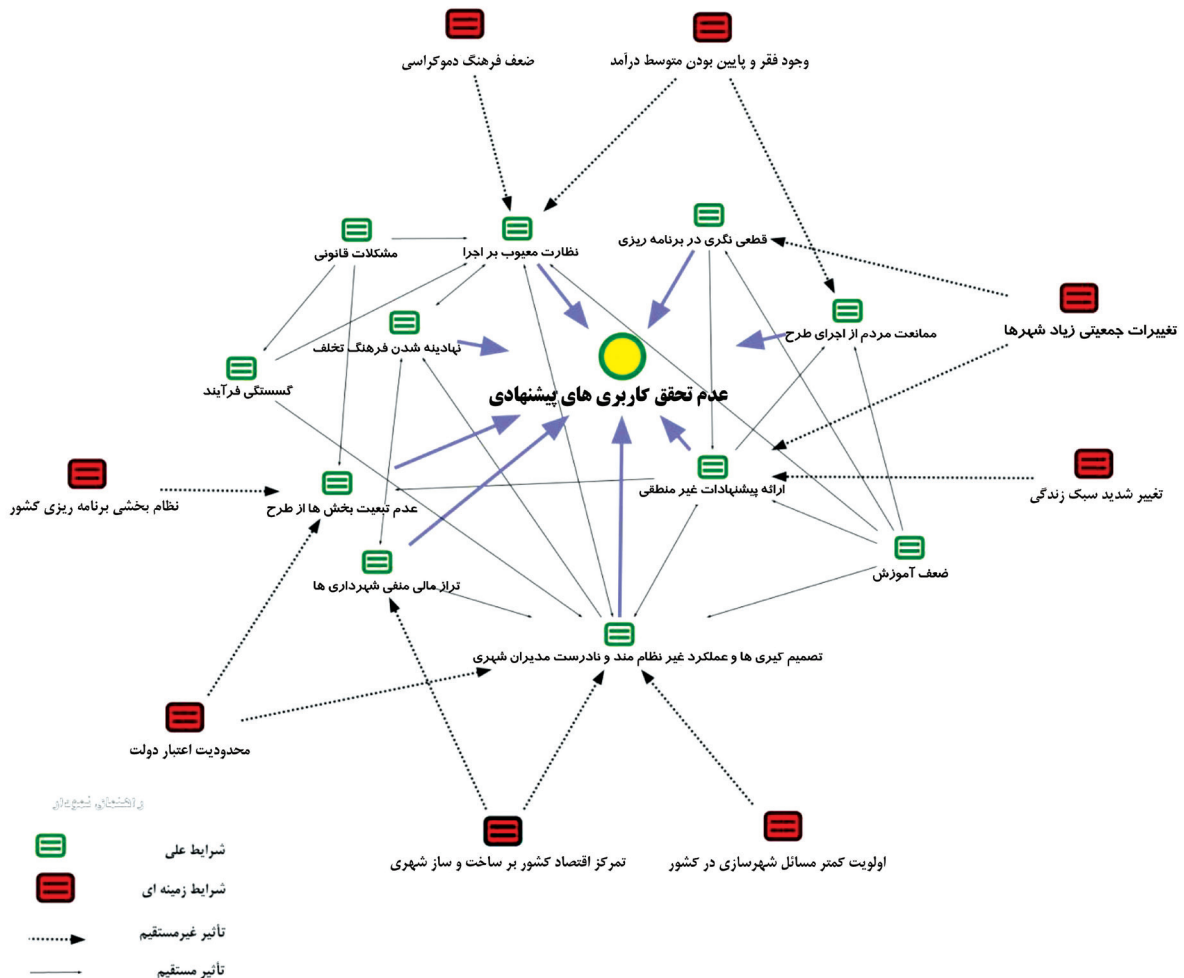 ضعف فرهنگ دموکراسی
وجود فقر و پایین بودن متوسط درآمد
مشکلات قانونی
نظارت معیوب بر اجرا
قطعی نگری در برنامه ریزی
نهادینه شدن فرهنگ تخلف
ممانعت مردم از اجرای طرح
تغییرات جمعیتی زیاد شهرها
گسستگی فرآیند
عدم تحقق کاربری های پیشنهادی
نظام بخشی برنامه ریزی کشور
عدم تبعیت بخش ها از طرح
ارائه پیشنهادات غیر منطقی
تغییر شدید سبک زندگی
تراز مالی منفی شهرداری ها
ضعف آموزش
تصمیم گیری ها و عملکرد غیر نظام مند و نادرست مدیران شهری
محدودیت اعتبار دولت
تمرکز اقتصاد کشور بر ساخت و ساز شهری
اولویت کمتر مسائل شهرسازی در کشور
راهنمای نمودار
شرایط علی
شرایط زمینه ای
تأثیر غیرمستقیم
تأثیر مستقیم